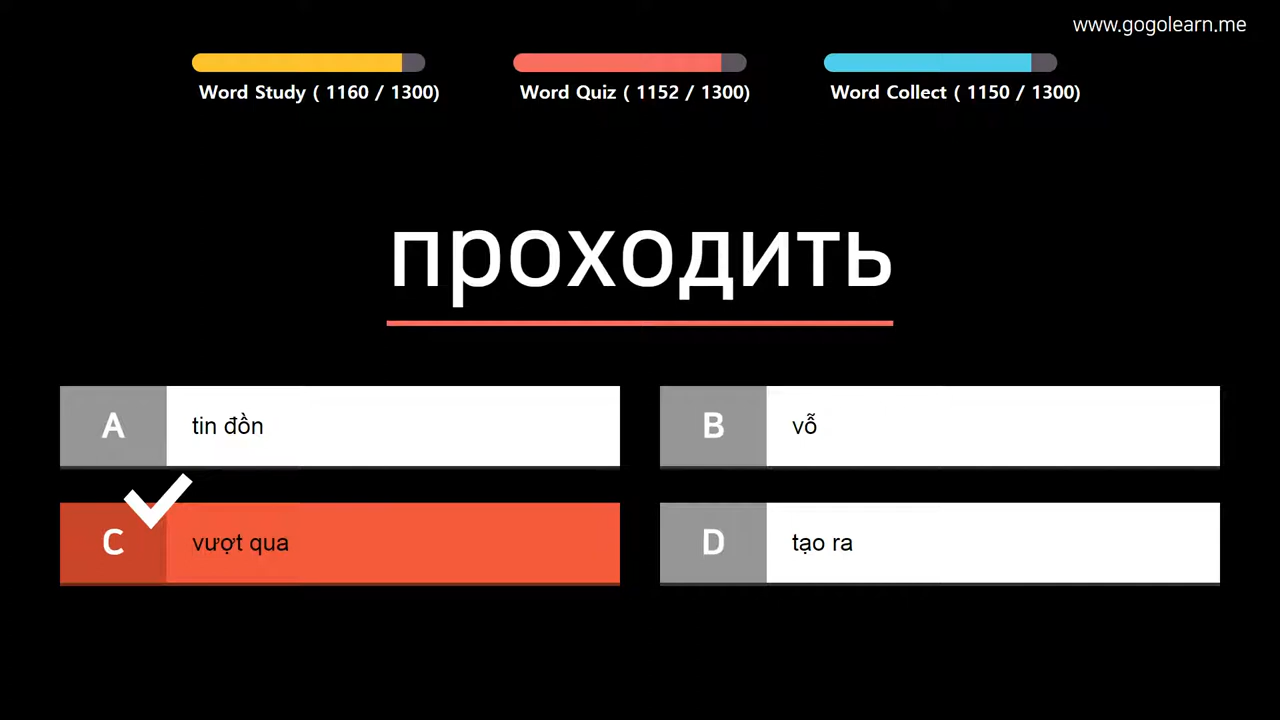 www.gogolearn.me
Word Study ( 1160 / 1300)
Word Quiz ( 1152 / 1300)
Word Collect ( 1150 / 1300)
проходить
A tin đồn
B vỗ
C vượt qua
D tạo ra